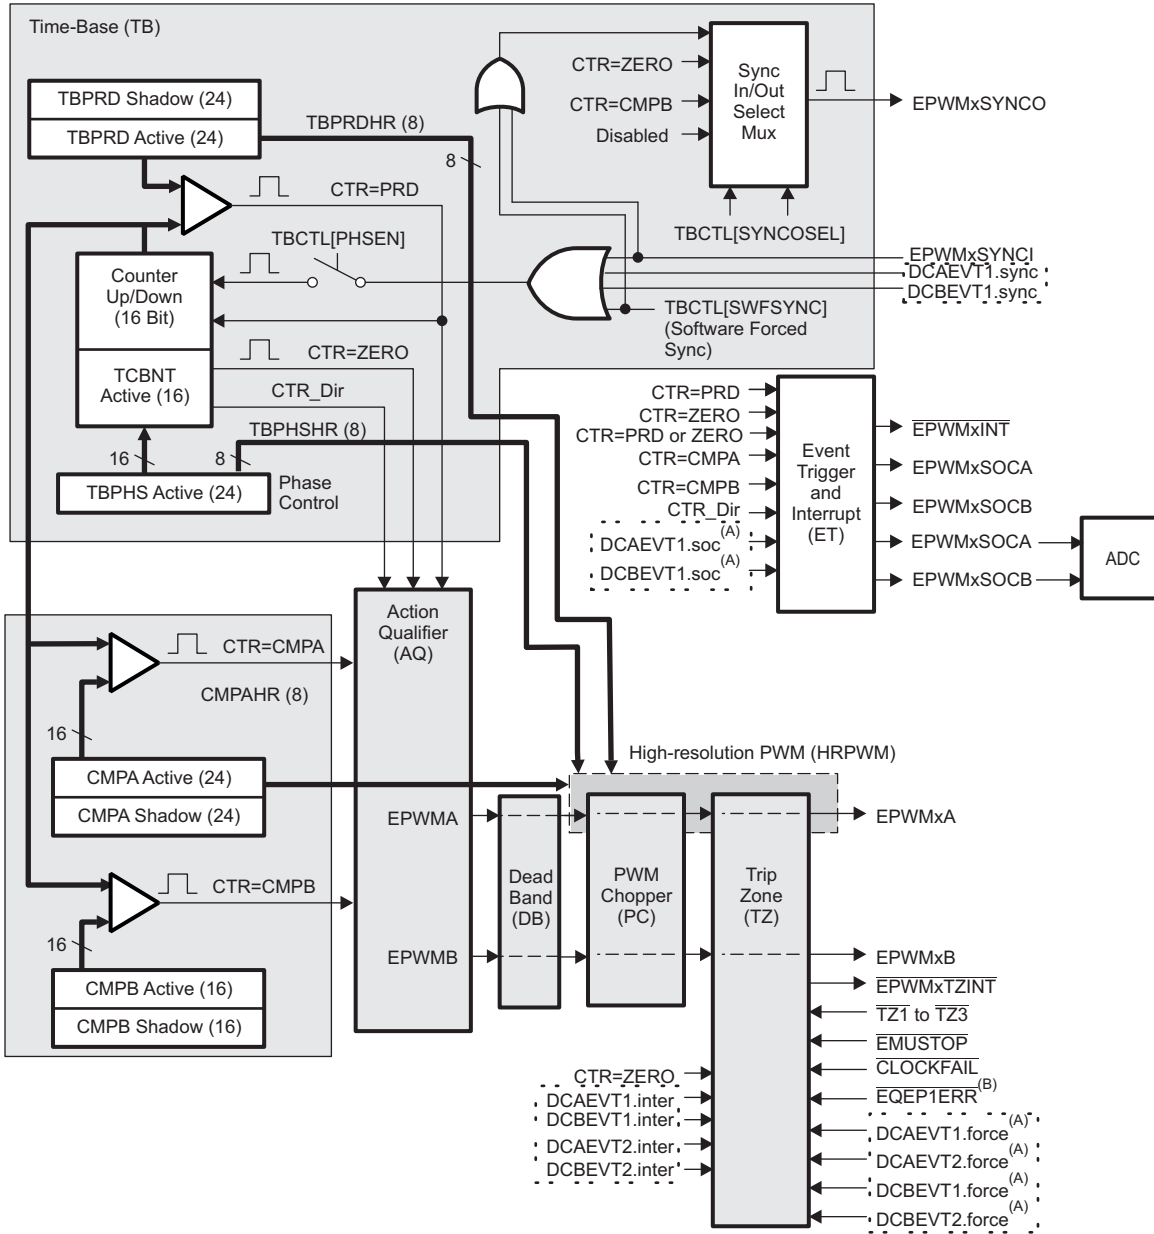 Time-Base (TB)
TBPRD Shadow (24)
TBPRD Active (24)
TBPRDHR (8)
8
CTR=PRD
TBCTL[PHSEN]
Counter
Up/Down
(16 Bit)
TCBNT
Active (16)
CTR=ZERO
CTR_Dir
TBPHSHR (8)
16
8
TBPHS Active (24)
Phase
Control
CTR=ZERO
CTR=CMPB
Disabled
Sync
In/Out
Select
Mux
EPWMxSYNCO
TBCTL[SYNCOSEL]
EPWMxSYNCI
DCAEVT1.sync
DCBEVT1.sync
TBCTL[SWFSYNC]
(Software Forced
Sync)
CTR=PRD
CTR=ZERO
CTR=PRD or ZERO
CTR=CMPA
CTR=CMPB
CTR_Dir
DCAEVT1.soc(A)
DCBEVT1.soc(A)
Event
Trigger
and
Interrupt
(ET)
EPWMxINT
EPWMxSOCA
EPWMxSOCB
EPWMxSOCA
EPWMxSOCB
ADC
Action
Qualifier
(AQ)
CTR=CMPA
CMPAHR (8)
16
CMPA Active (24)
CMPA Shadow (24)
CTR=CMPB
16
CMPB Active (16)
CMPB Shadow (16)
EPWMA
EPWMB
High-resolution PWM (HRPWM)
Dead
Band
(DB)
PWM
Chopper
(PC)
Trip
Zone
(TZ)
EPWMxA
EPWMxB
EPWMxTZINT
TZ1 to TZ3
EMUSTOP
CLOCKFAIL
EQEP1ERR(B)
DCAEVT1.force(A)
DCAEVT2.force(A)
DCBEVT1.force(A)
DCBEVT2.force(A)
CTR=ZERO
DCAEVT1.inter
DCBEVT1.inter
DCAEVT2.inter
DCBEVT2.inter